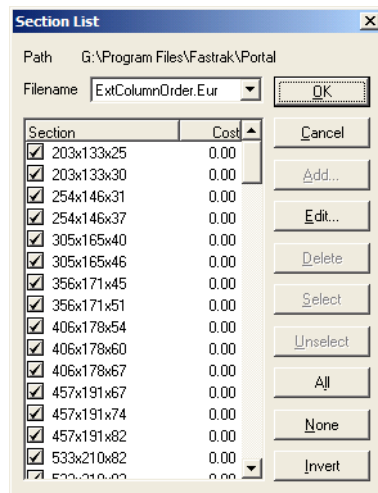 Section List
Path G:\Program Files\Fastrak\Portal
Filename ExtColumnOrder.Eur OK
Section Cost Cancel
203x133x25 0.00
203x133x30 0.00 Add...
254x146x31 0.00
254x146x37 0.00 Edit...
305x165x40 0.00
305x165x46 0.00 Delete
356x171x45 0.00
356x171x51 0.00 Select
406x178x54 0.00
406x178x60 0.00 Unselect
406x178x67 0.00
457x191x67 0.00 All
457x191x74 0.00
457x191x82 0.00 None
533x210x82 0.00 Invert